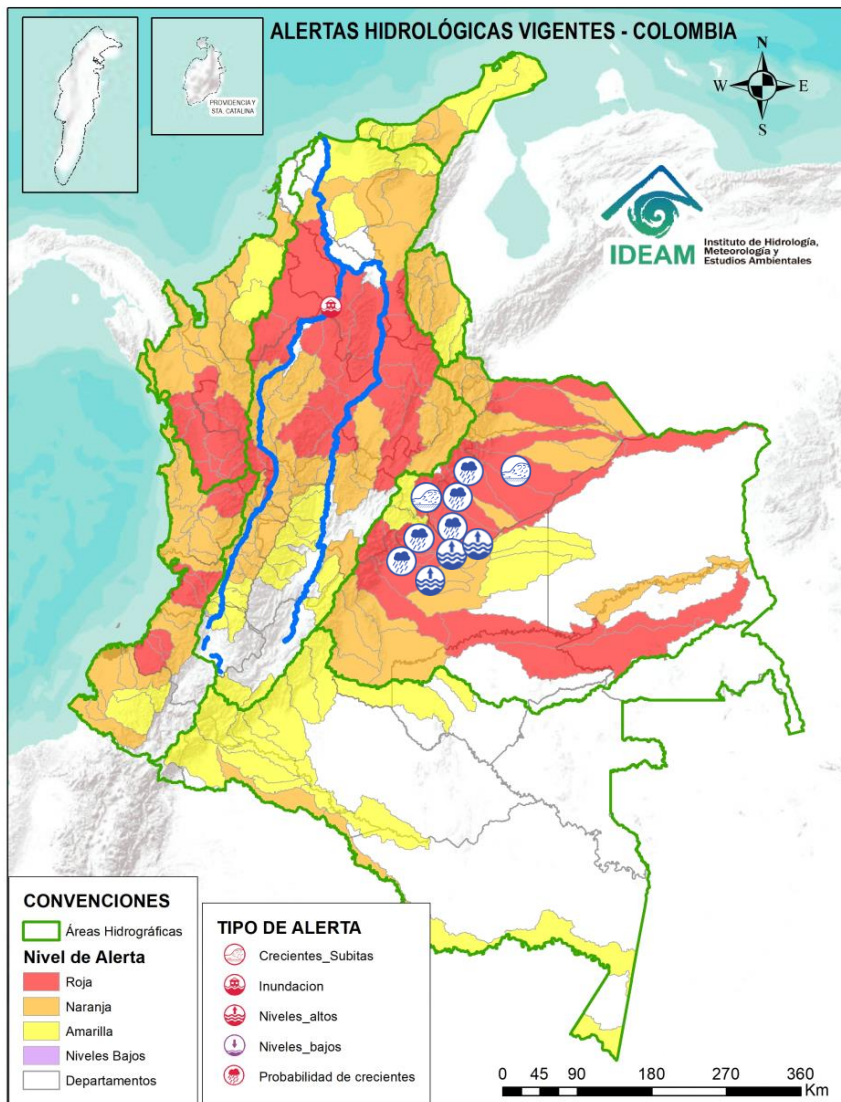 ALERTAS HIDROLÓGICAS VIGENTES - COLOMBIA
PROVIDENCIA Y
STA. CATALINA
N
W E
S
IDEAM
Instituto de Hidrología,
Meteorología y
Estudios Ambientales
CONVENCIONES
Áreas Hidrográficas
Nivel de Alerta
Roja
Naranja
Amarilla
Niveles Bajos
Departamentos
TIPO DE ALERTA
Crecientes_Subitas
Inundacion
Niveles_altos
Niveles_bajos
Probabilidad de crecientes
0 45 90 180 270 360
Km